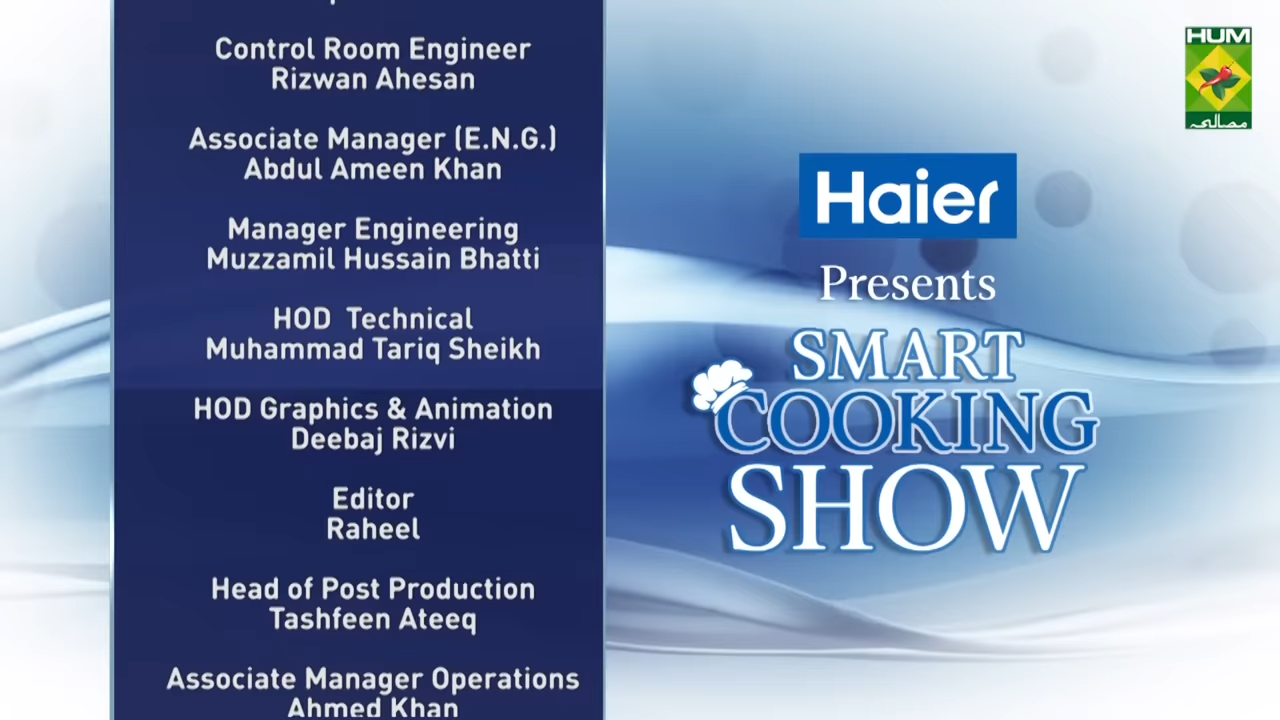 Control Room Engineer
Rizwan Ahesan
Associate Manager (E.N.G.)
Abdul Ameen Khan
Manager Engineering
Muzzamil Hussain Bhatti
HOD Technical
Muhammad Tariq Sheikh
HOD Graphics & Animation
Deebaj Rizvi
Editor
Raheel
Head of Post Production
Tashfeen Ateeq
Associate Manager Operations
Ahmed Khan
HUM
مصالحہ
Haier
Presents
SMART
COOKING
SHOW